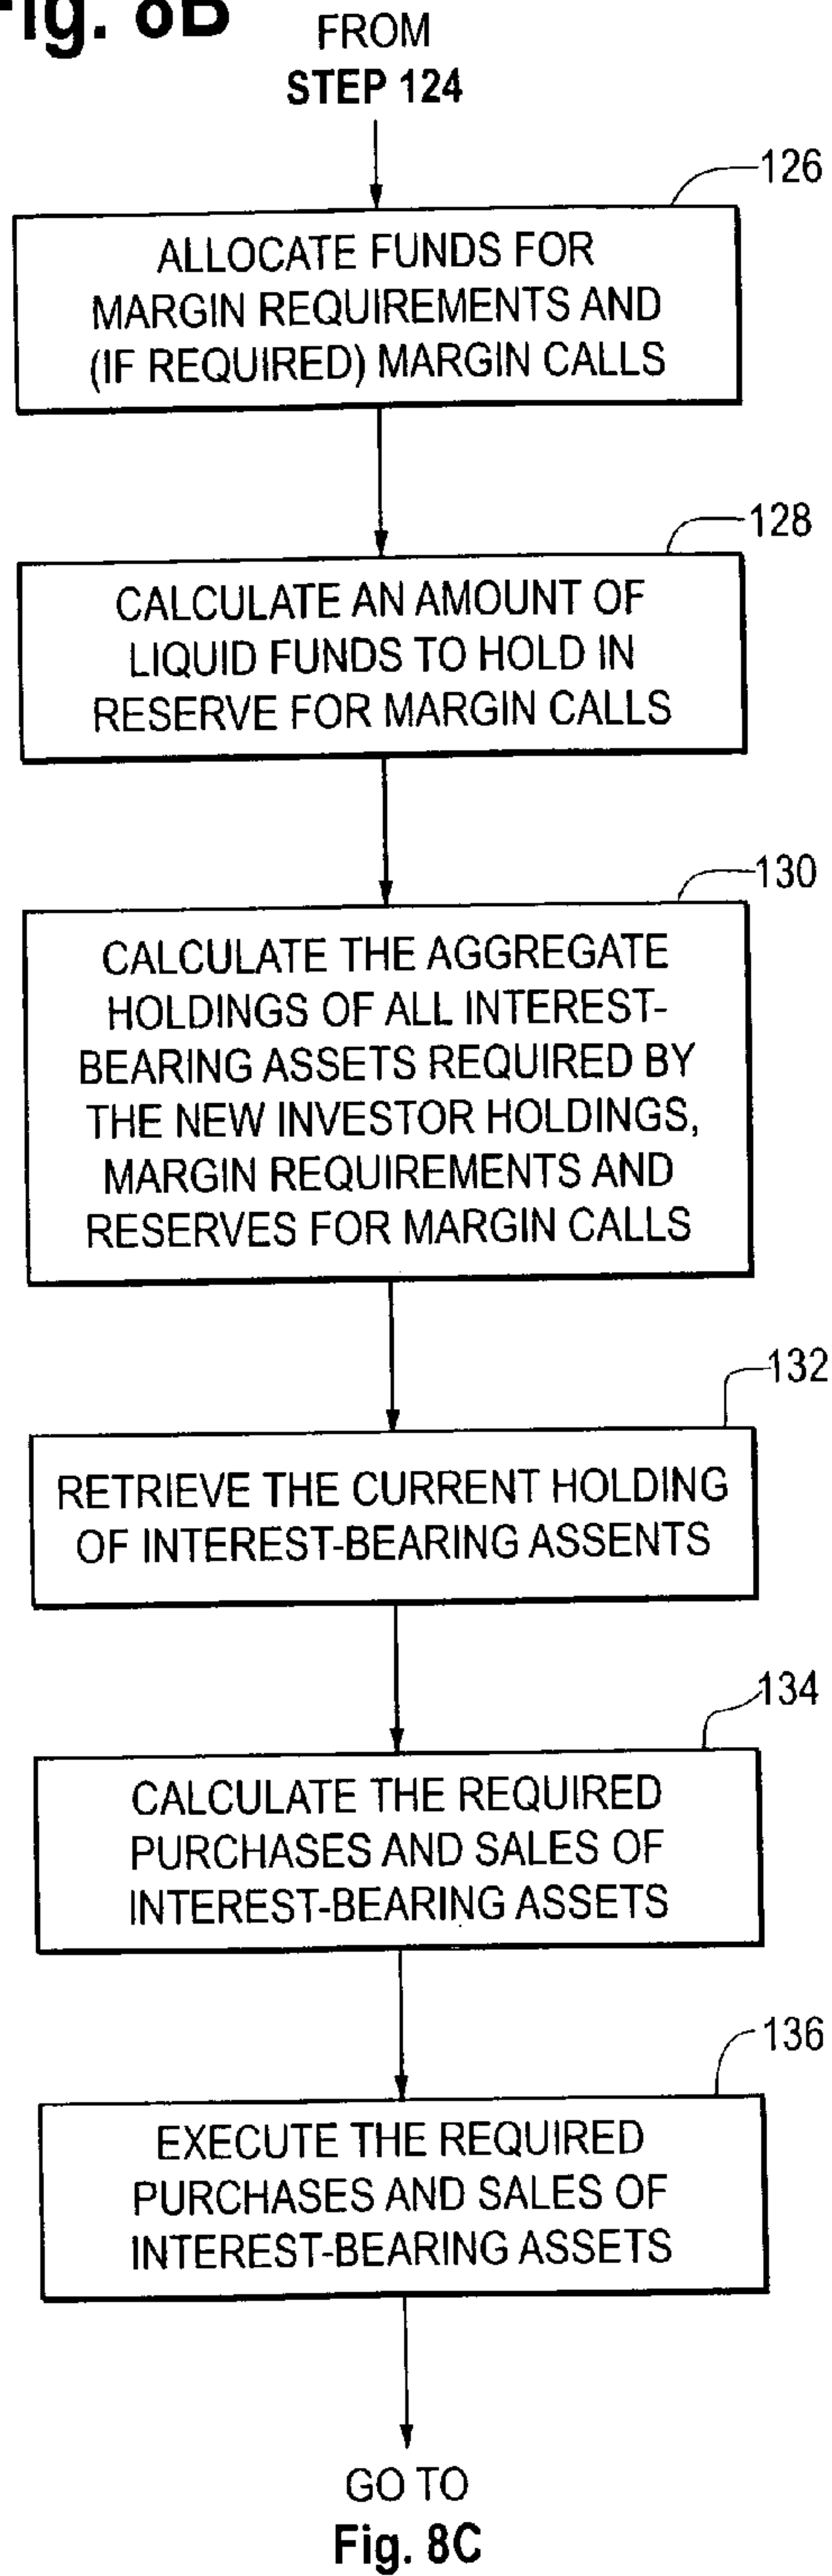 Fig. 8B
FROM
STEP 124
126
ALLOCATE FUNDS FOR
MARGIN REQUIREMENTS AND
(IF REQUIRED) MARGIN CALLS
128
CALCULATE AN AMOUNT OF
LIQUID FUNDS TO HOLD IN
RESERVE FOR MARGIN CALLS
130
CALCULATE THE AGGREGATE
HOLDINGS OF ALL INTEREST-
BEARING ASSETS REQUIRED BY
THE NEW INVESTOR HOLDINGS,
MARGIN REQUIREMENTS AND
RESERVES FOR MARGIN CALLS
132
RETRIEVE THE CURRENT HOLDING
OF INTEREST-BEARING ASSENTS
134
CALCULATE THE REQUIRED
PURCHASES AND SALES OF
INTEREST-BEARING ASSETS
136
EXECUTE THE REQUIRED
PURCHASES AND SALES OF
INTEREST-BEARING ASSETS
GO TO
Fig. 8C